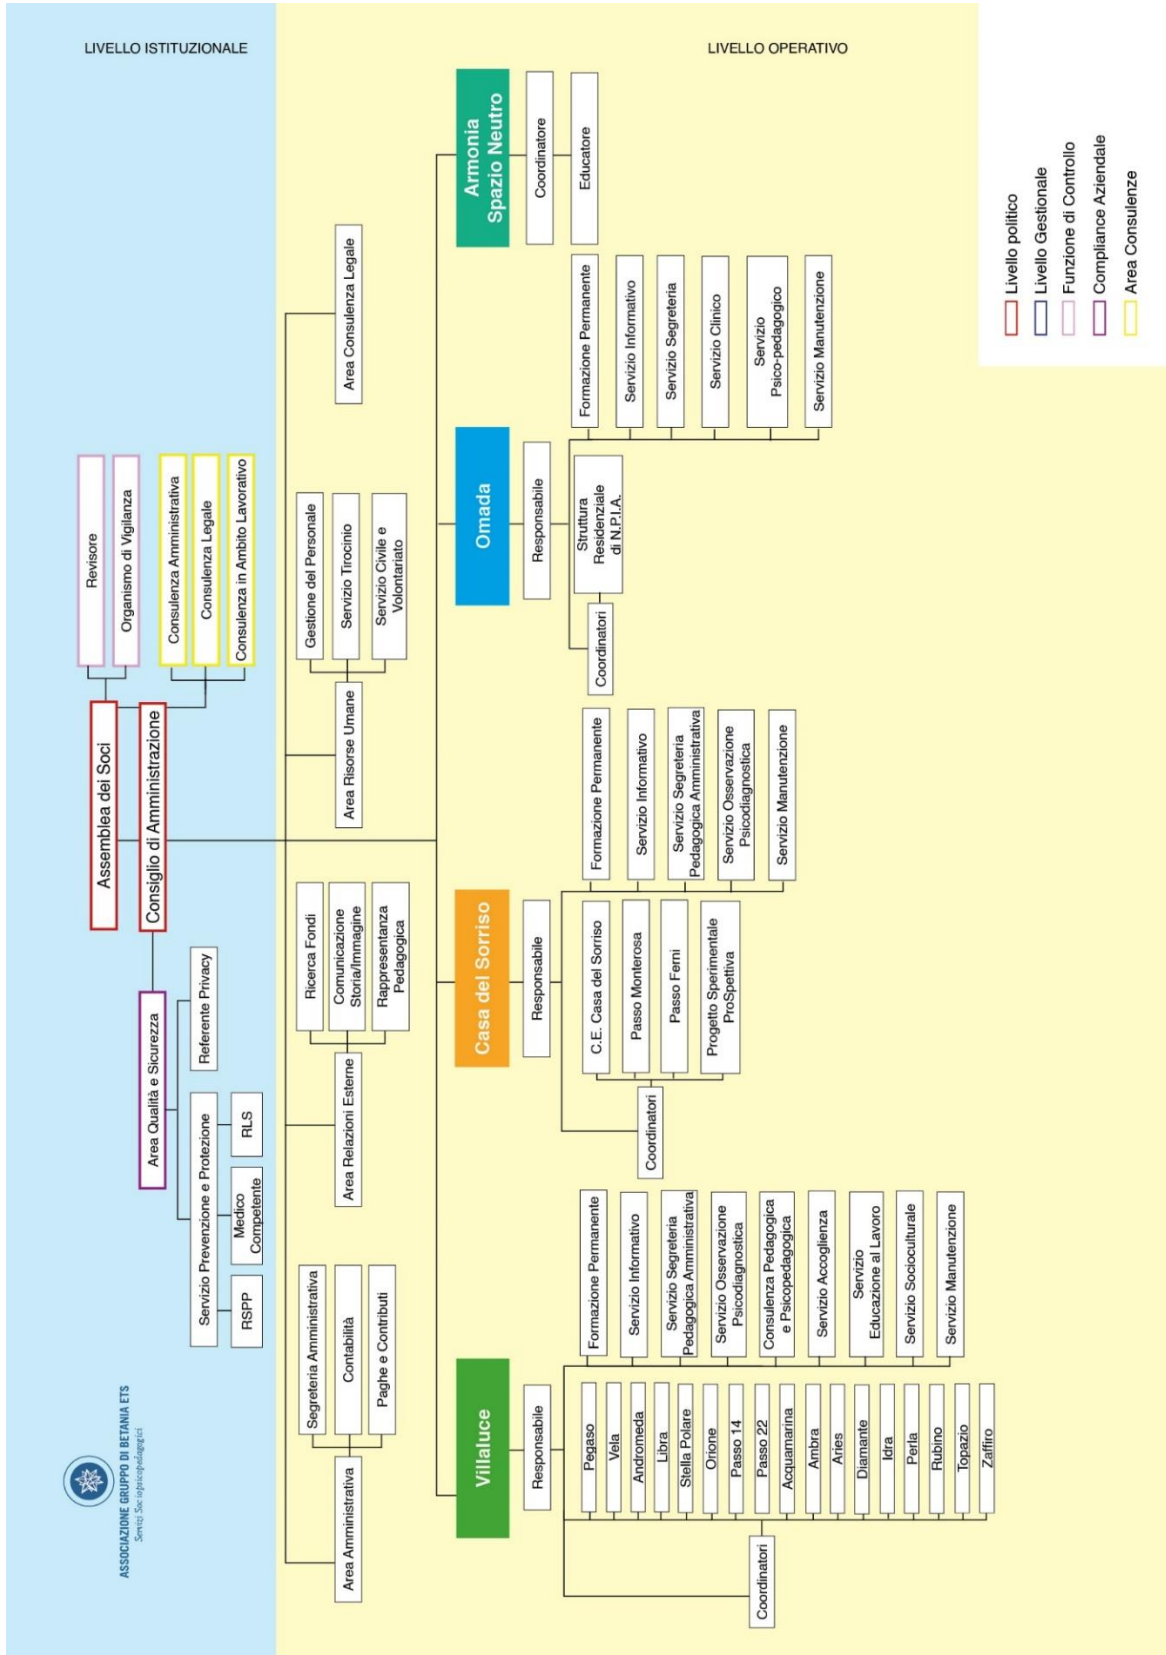 ASSOCIAZIONE GRUPPO DI BETANIA ETS
Servizi Sociopsicopedagogici
LIVELLO ISTITUZIONALE
Assemblea dei Soci
Revisore
Organismo di Vigilanza
Consiglio di Amministrazione
Consulenza Amministrativa
Consulenza Legale
Consulenza in Ambito Lavorativo
Area Qualità e Sicurezza
Servizio Prevenzione e Protezione
Referente Privacy
RSPP
Medico
Competente
RLS
LIVELLO OPERATIVO
Area Amministrativa
Segreteria Amministrativa
Contabilità
Paghe e Contributi
Area Relazioni Esterne
Ricerca Fondi
Comunicazione
Storia/Immagine
Rappresentanza
Pedagogica
Area Risorse Umane
Gestione del Personale
Servizio Tirocinio
Servizio Civile e
Volontariato
Area Consulenza Legale
Villaluce
Responsabile
Coordinatori
Pegaso
Vela
Andromeda
Libra
Stella Polare
Orione
Passo 14
Passo 22
Acquamarina
Ambra
Aries
Diamante
Idra
Perla
Rubino
Topazio
Zaffiro
Formazione Permanente
Servizio Informativo
Servizio Segreteria
Pedagogica Amministrativa
Servizio Osservazione
Psicodiagnostica
Consulenza Pedagogica
e Psicopedagogica
Servizio Accoglienza
Servizio
Educazione al Lavoro
Servizio Socioculturale
Servizio Manutenzione
Casa del Sorriso
Responsabile
Coordinatori
C.E. Casa del Sorriso
Passo Monterosa
Passo Ferni
Progetto Sperimentale
ProSpettiva
Formazione Permanente
Servizio Informativo
Servizio Segreteria
Pedagogica Amministrativa
Servizio Osservazione
Psicodiagnostica
Servizio Manutenzione
Omada
Responsabile
Coordinatori
Struttura
Residenziale
di N.P.I.A.
Formazione Permanente
Servizio Informativo
Servizio Segreteria
Servizio Clinico
Servizio
Psico-pedagogico
Servizio Manutenzione
Armonia
Spazio Neutro
Coordinatore
Educatore
Livello politico
Livello Gestionale
Funzione di Controllo
Compliance Aziendale
Area Consulenze